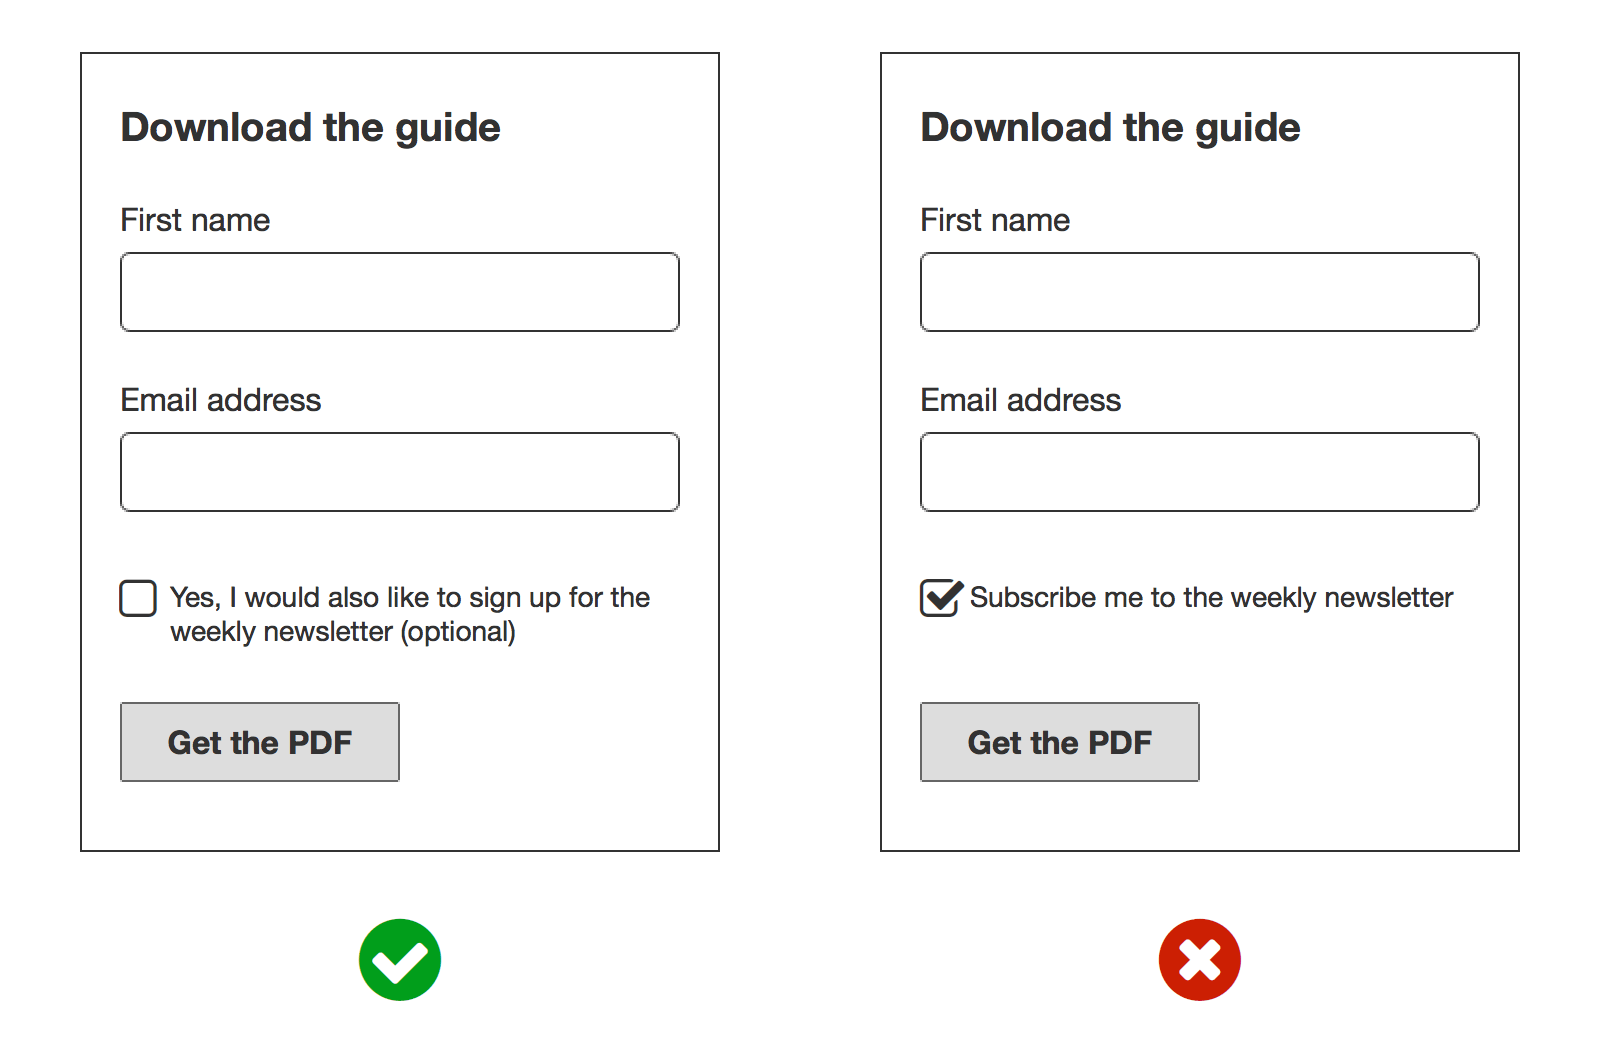 Download the guide
First name
Email address
Yes, I would also like to sign up for the
weekly newsletter (optional)
Get the PDF
Download the guide
First name
Email address
Subscribe me to the weekly newsletter
Get the PDF